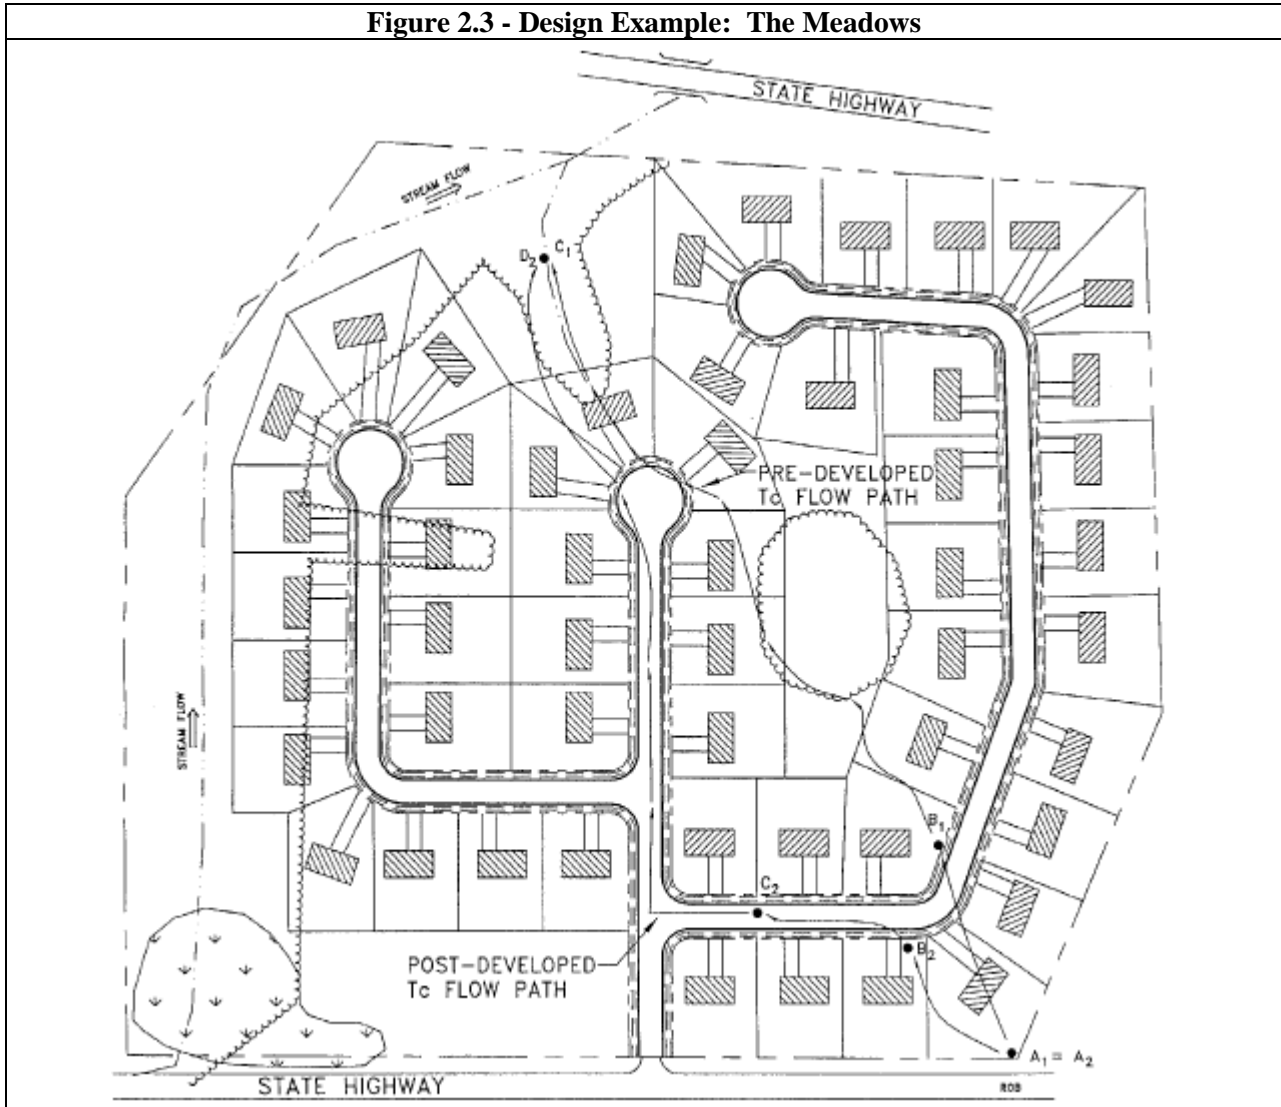 Figure 2.3 - Design Example: The Meadows
STATE HIGHWAY
STREAM FLOW
D2
C1
PRE-DEVELOPED
Tc FLOW PATH
STREAM FLOW
B1
C2
B2
POST-DEVELOPED
Tc FLOW PATH
A1 = A2
STATE HIGHWAY